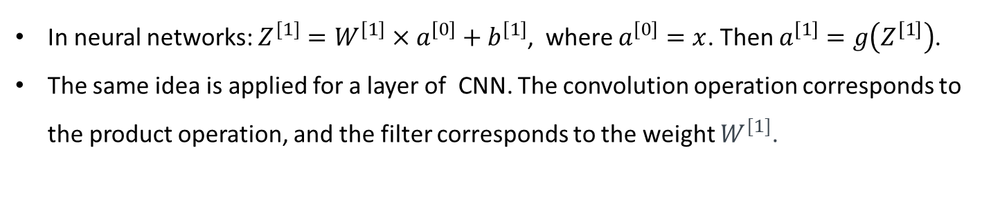 • In neural networks: Z^[1] = W^[1] × a^[0] + b^[1], where a^[0] = x. Then a^[1] = g(Z^[1]).
• The same idea is applied for a layer of CNN. The convolution operation corresponds to
the product operation, and the filter corresponds to the weight W^[1].